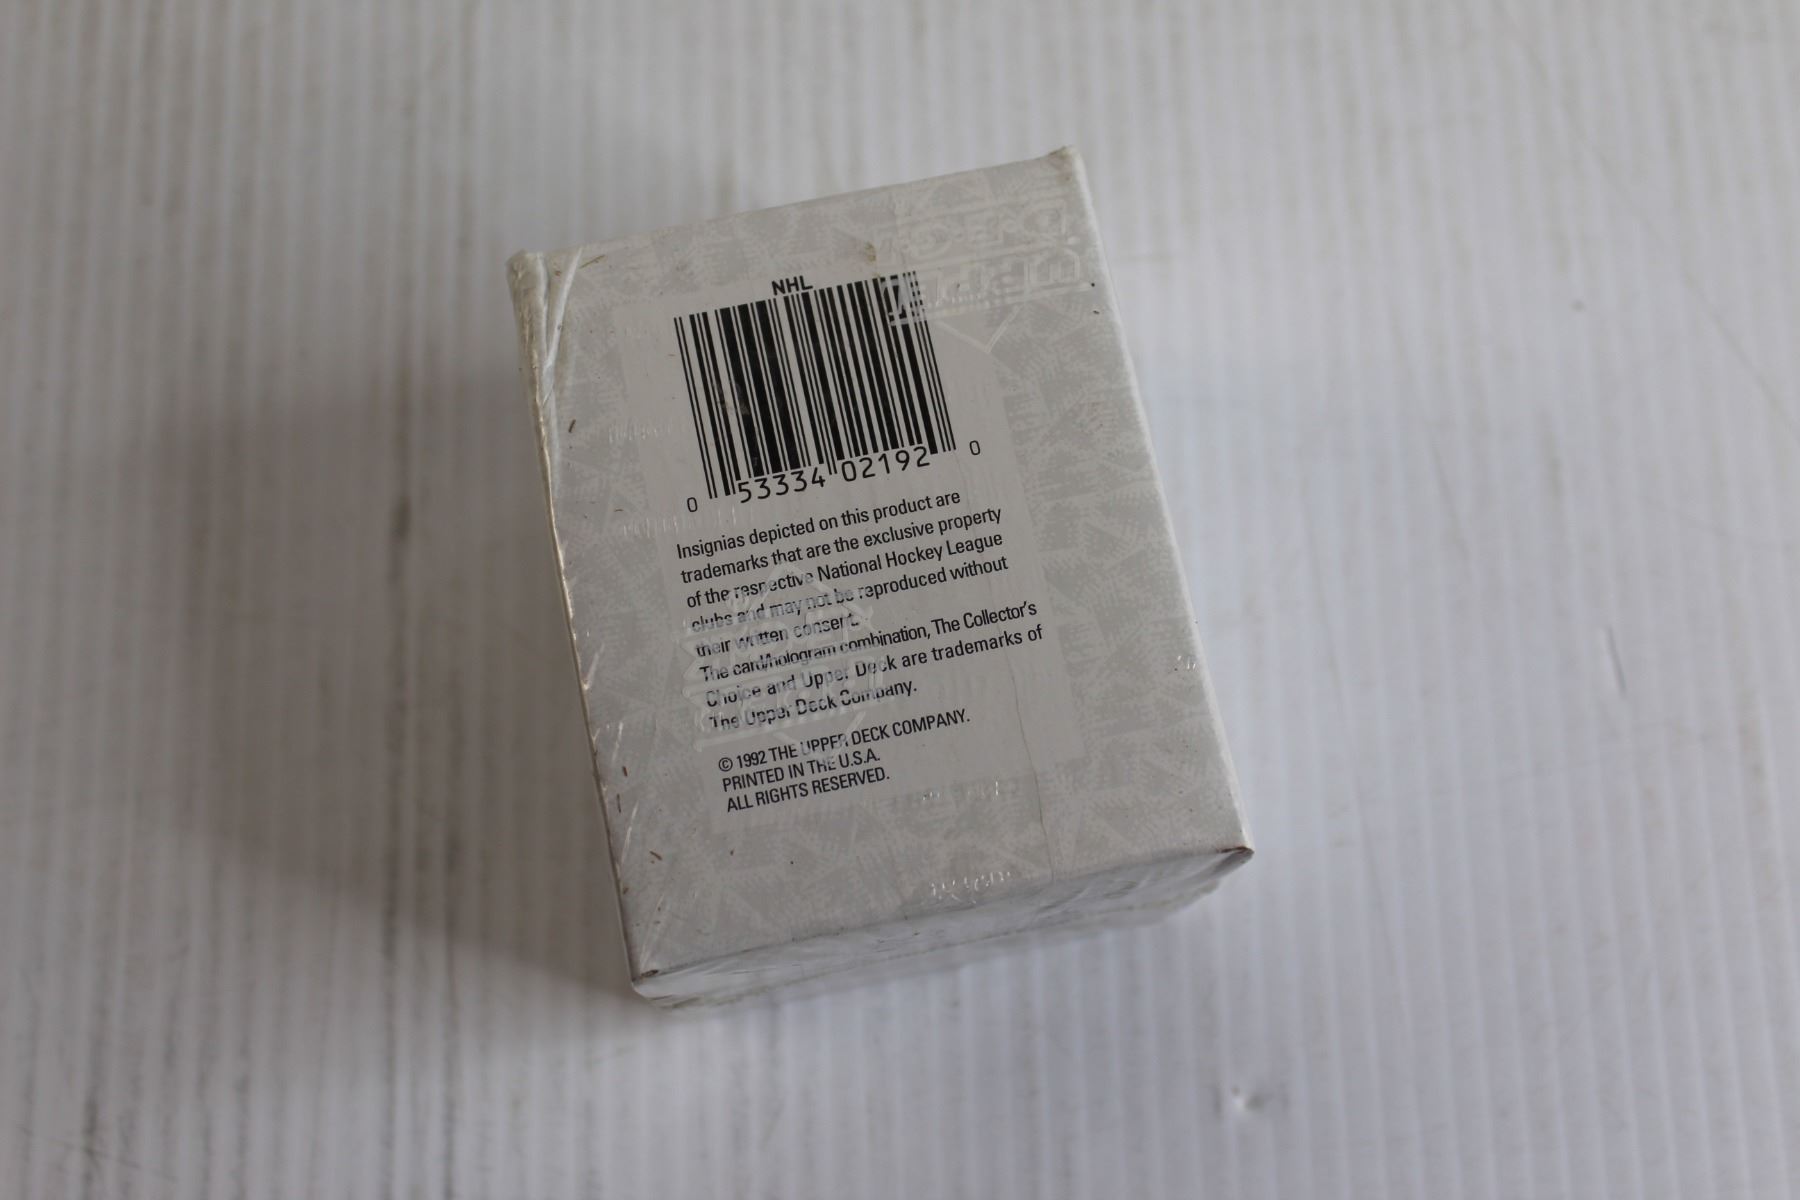 NHL
0 53334 02192 0
Insignias depicted on this product are
trademarks that are the exclusive property
of the respective National Hockey League
clubs and may not be reproduced without
their written consent.
The card/hologram combination, The Collector's
Choice and Upper Deck are trademarks of
The Upper Deck Company.
© 1992 THE UPPER DECK COMPANY.
PRINTED IN THE U.S.A.
ALL RIGHTS RESERVED.